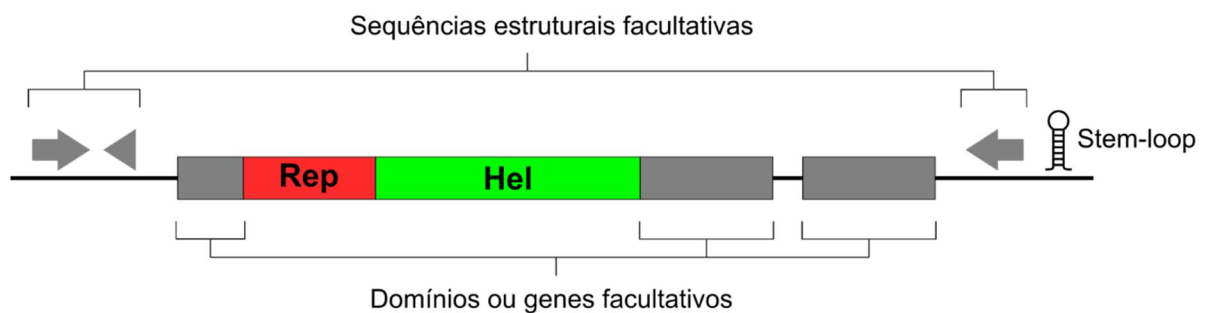 Sequências estruturais facultativas
Stem-loop
Rep
Hel
Domínios ou genes facultativos